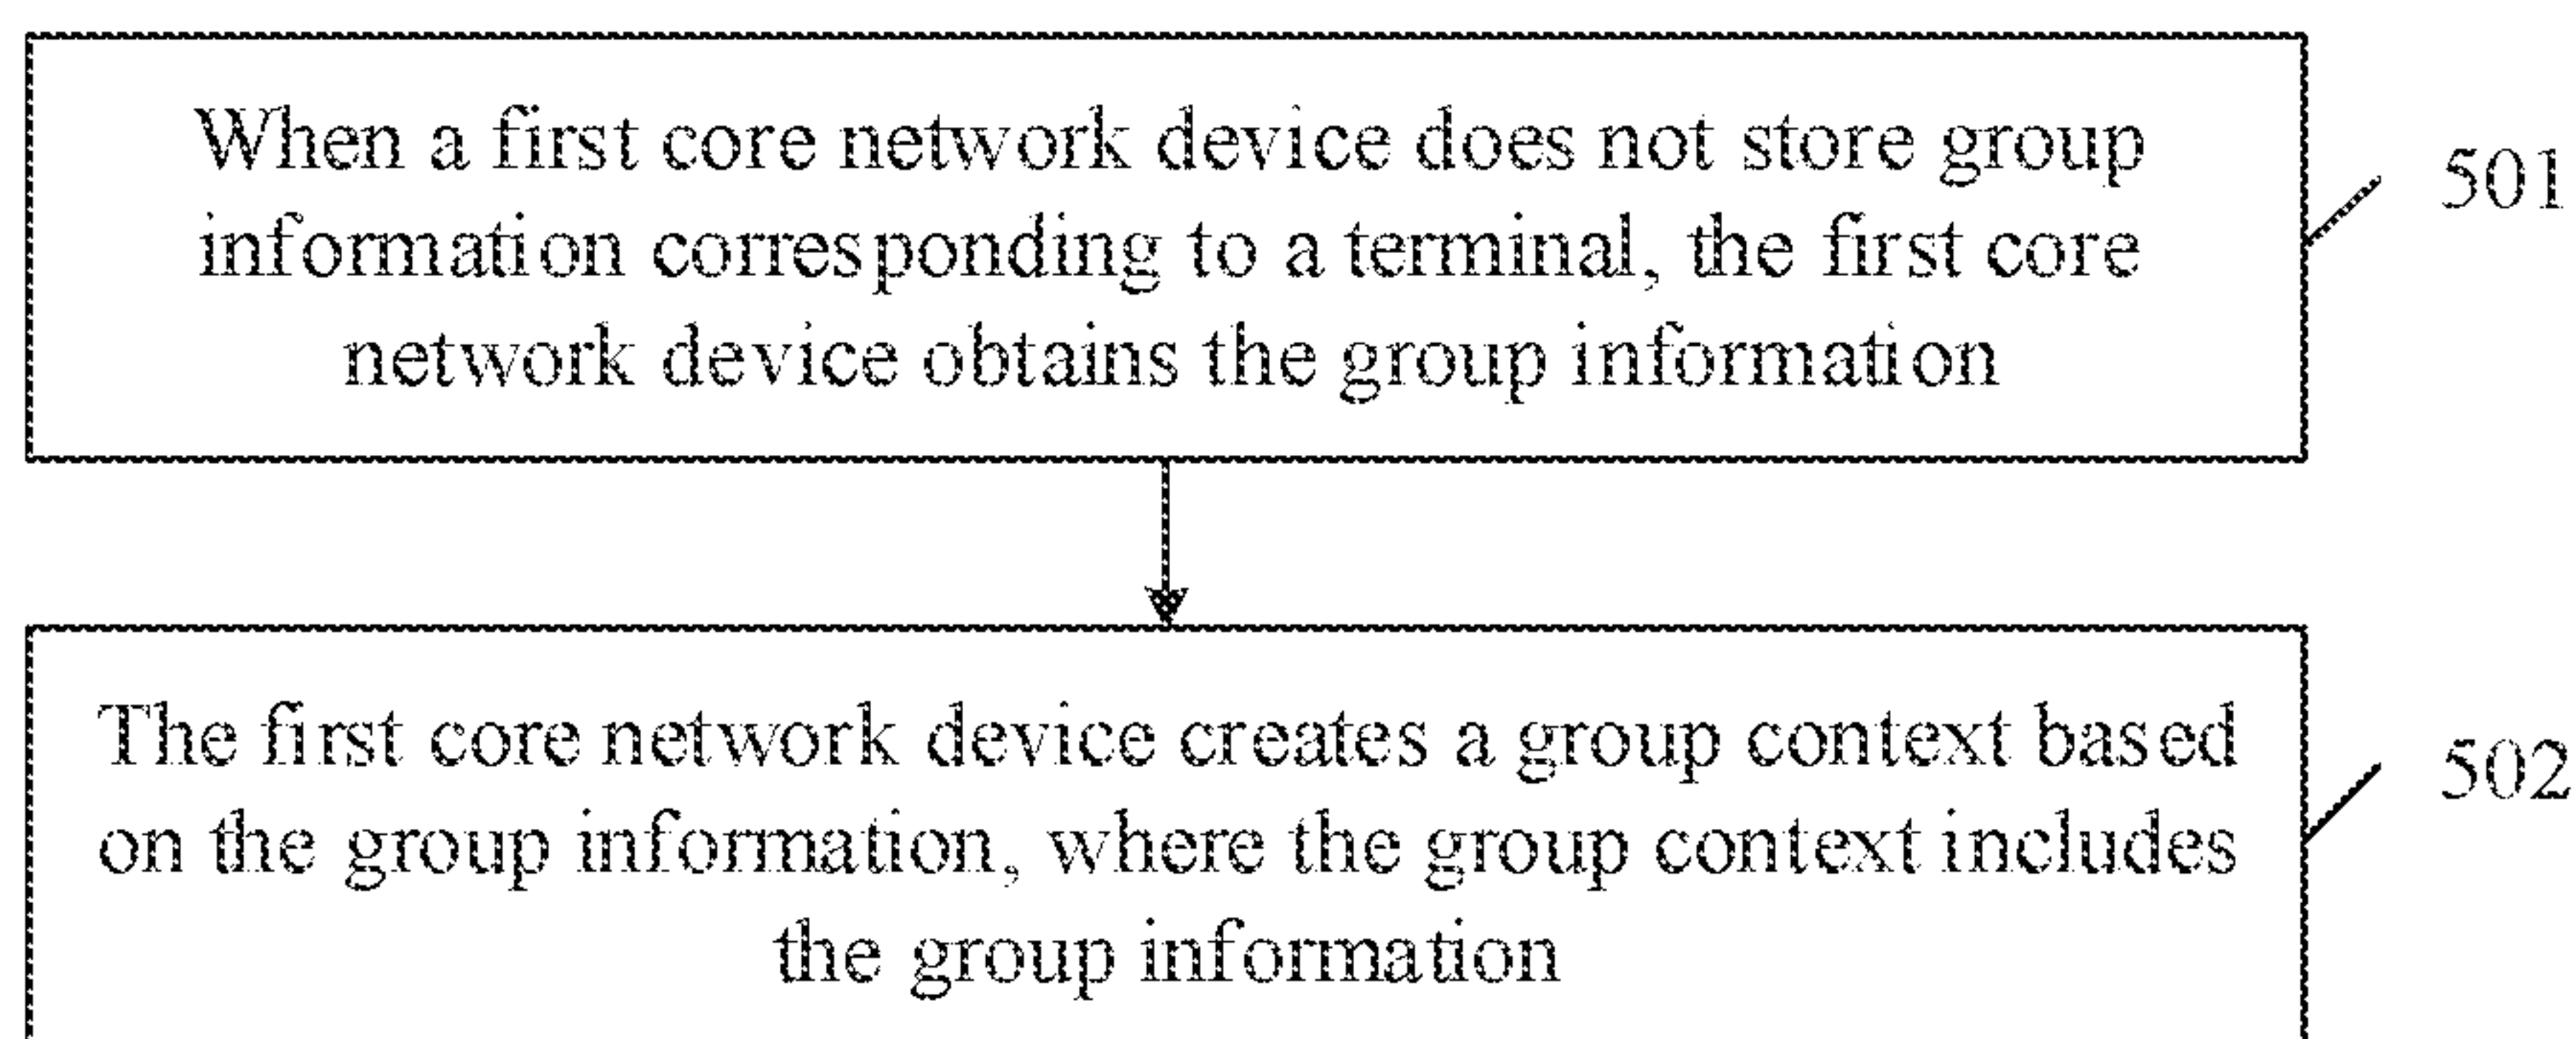 When a first core network device does not store group
information corresponding to a terminal, the first core
network device obtains the group information
501
The first core network device creates a group context based
on the group information, where the group context includes
the group information
502